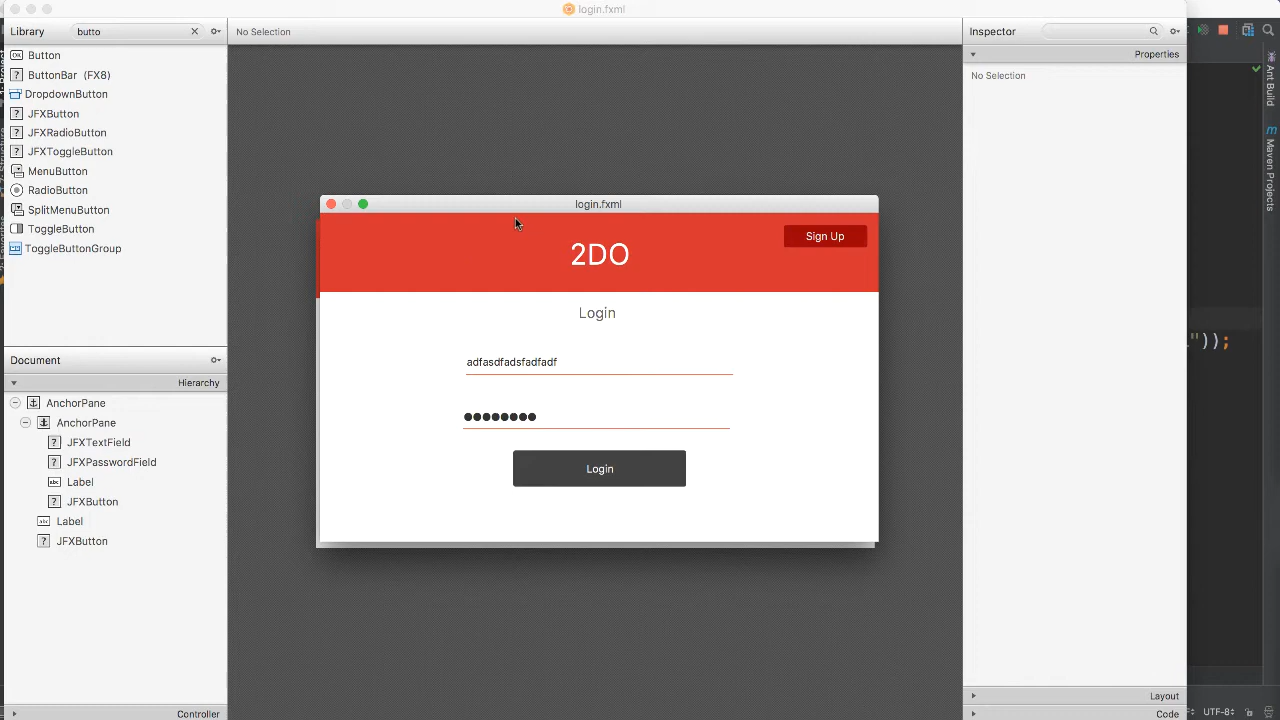 login.fxml
Library
butto
No Selection
Inspector
Button
ButtonBar (FX8)
DropdownButton
JFXButton
JFXRadioButton
JFXToggleButton
MenuButton
RadioButton
SplitMenuButton
ToggleButton
ToggleButtonGroup
Document
Hierarchy
AnchorPane
AnchorPane
JFXTextField
JFXPasswordField
Label
JFXButton
Label
JFXButton
Controller
login.fxml
2DO
Sign Up
Login
adfasdfadsfadfadf
Login
Properties
No Selection
Layout
Code
Ant Build
Maven Projects
"));
UTF-8